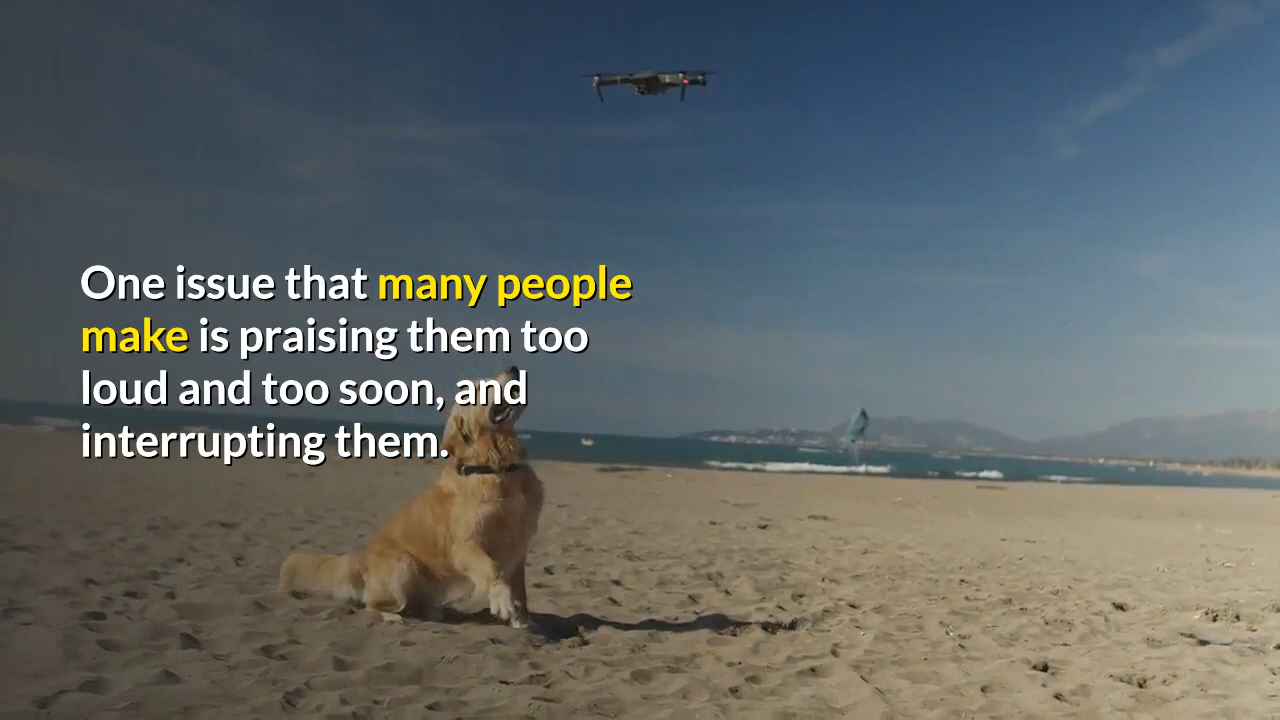 One issue that many people
make is praising them too
loud and too soon, and
interrupting them.